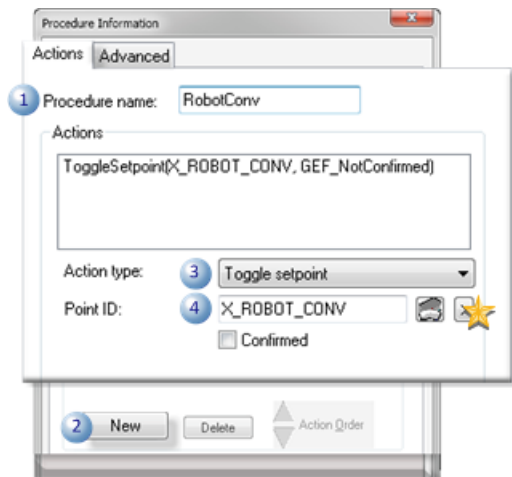 Procedure Information
Actions Advanced
1 Procedure name: RobotConv
Actions
ToggleSetpoint(X_ROBOT_CONV, GEF_NotConfirmed)
Action type: 3 Toggle setpoint
Point ID: 4 X_ROBOT_CONV
Confirmed
2 New Delete Action Order